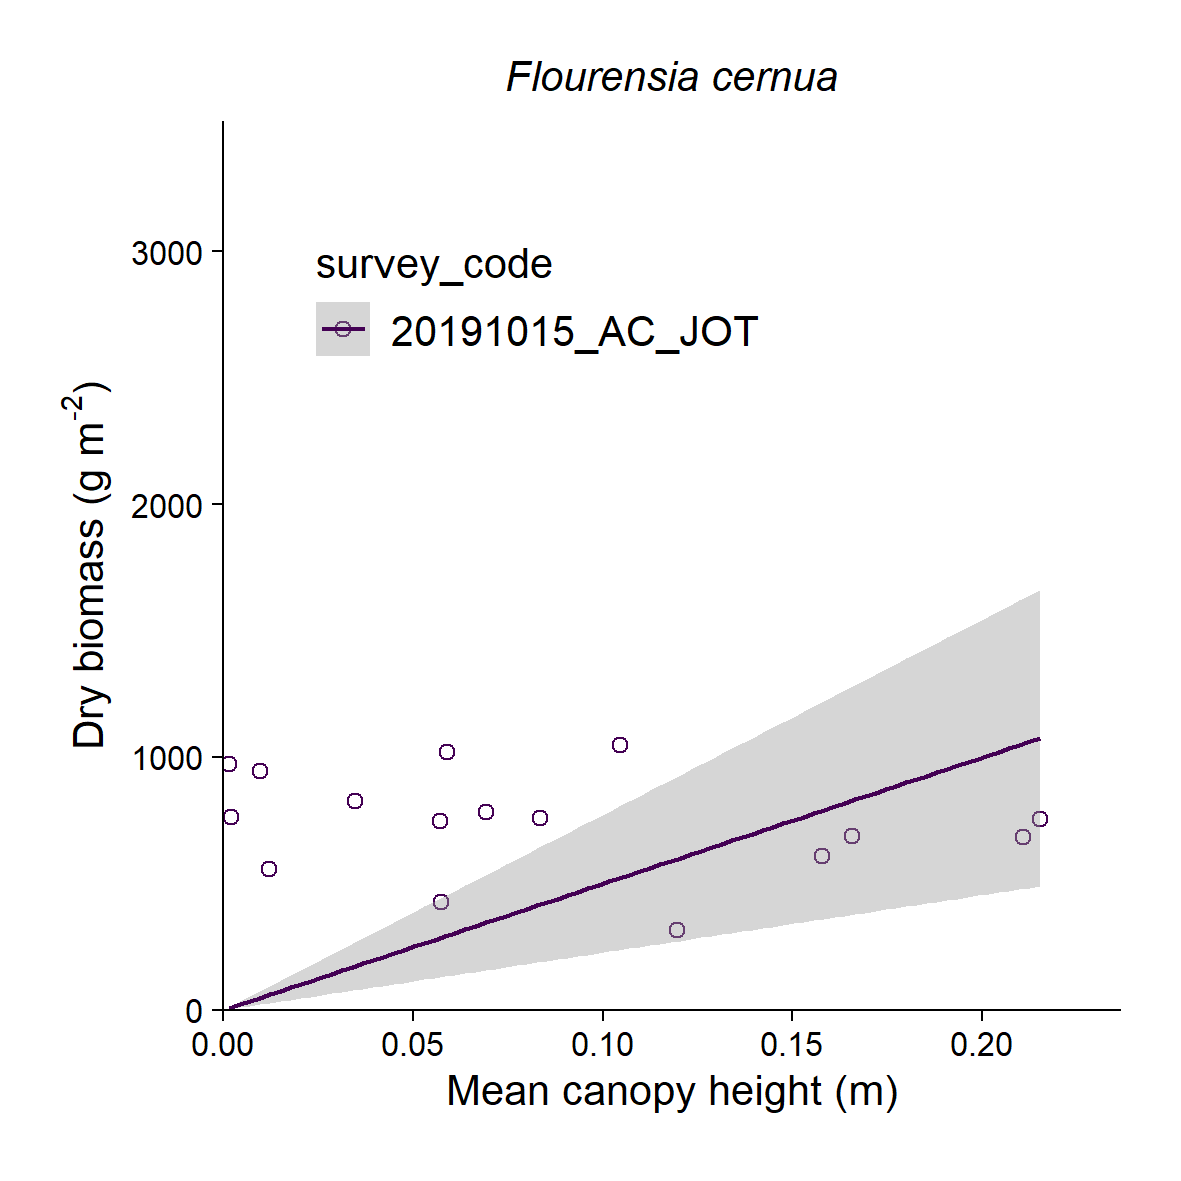 Flourensia cernua
survey_code
20191015_AC_JOT
Dry biomass (g m-2)
3000
2000
1000
0
0.00 0.05 0.10 0.15 0.20
Mean canopy height (m)